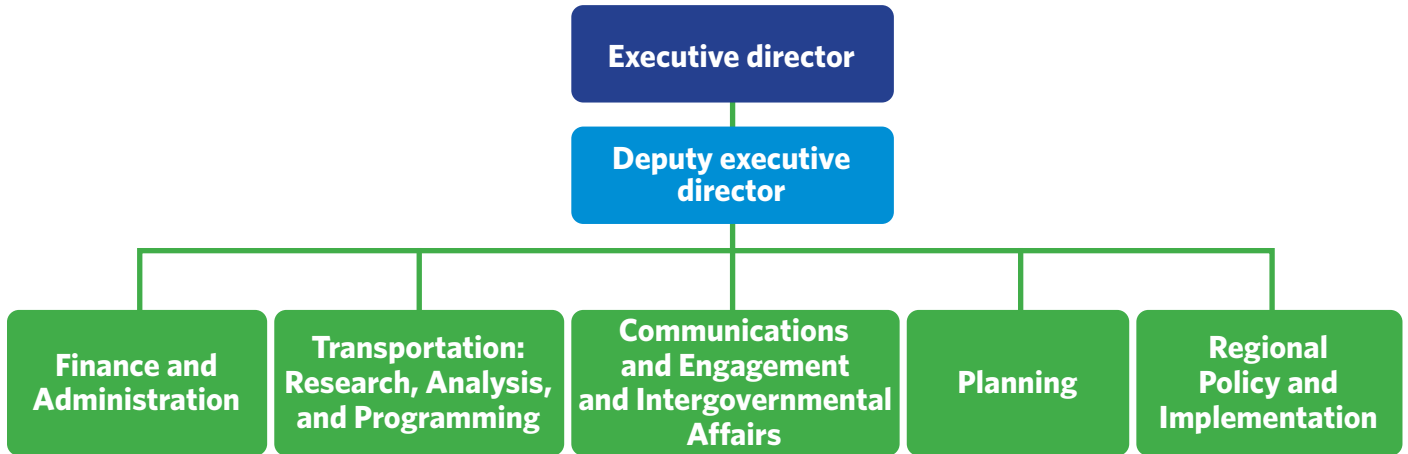 Executive director
Deputy executive
director
Finance and
Administration
Transportation:
Research, Analysis,
and Programming
Communications
and Engagement
and Intergovernmental
Affairs
Planning
Regional
Policy and
Implementation